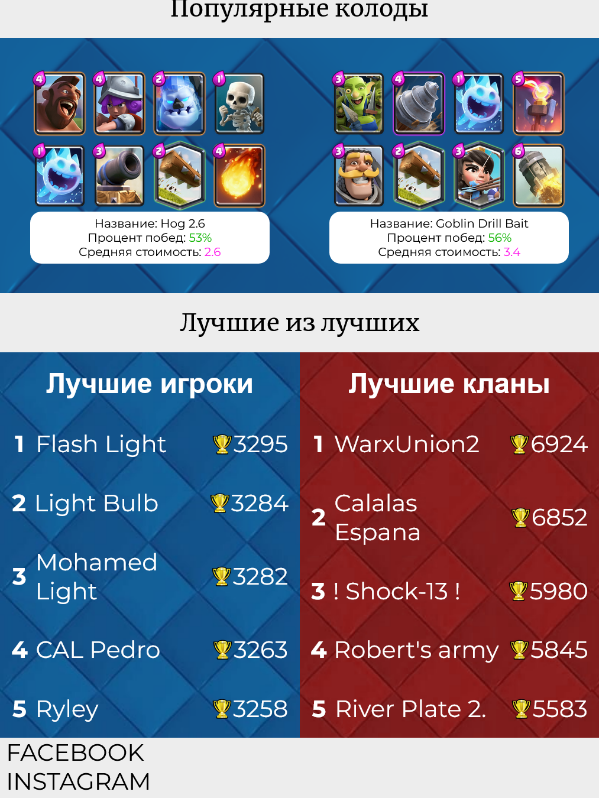 Популярные колоды
4
4
2
1
3
4
1
5
1
3
2
4
3
2
3
6
Название: Hog 2.6
Процент побед: 53%
Средняя стоимость: 2.6
Название: Goblin Drill Bait
Процент побед: 56%
Средняя стоимость: 3.4
Лучшие из лучших
Лучшие игроки
1 Flash Light 3295
2 Light Bulb 3284
3 Mohamed
Light 3282
4 CAL Pedro 3263
5 Ryley 3258
Лучшие кланы
1 WarxUnion2 6924
2 Calalas
Espana 6852
3 ! Shock-13 ! 5980
4 Robert's army 5845
5 River Plate 2. 5583
FACEBOOK
INSTAGRAM